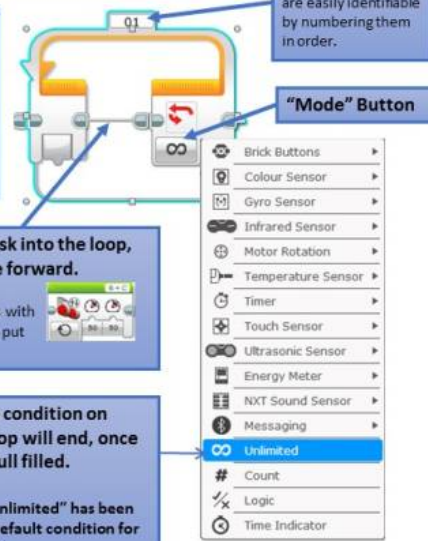 are easily identifiable
by numbering them
in order.
01
"Mode" Button
Brick Buttons
Colour Sensor
Gyro Sensor
Infrared Sensor
Motor Rotation
Temperature Sensor
Timer
Touch Sensor
Ultrasonic Sensor
Energy Meter
NXT Sound Sensor
Messaging
Unlimited
# Count
Logic
Time Indicator
sk into the loop,
e forward.
with
put
B + C
50 50
condition on
op will end, once
ull filled.
nlimited" has been
efault condition for